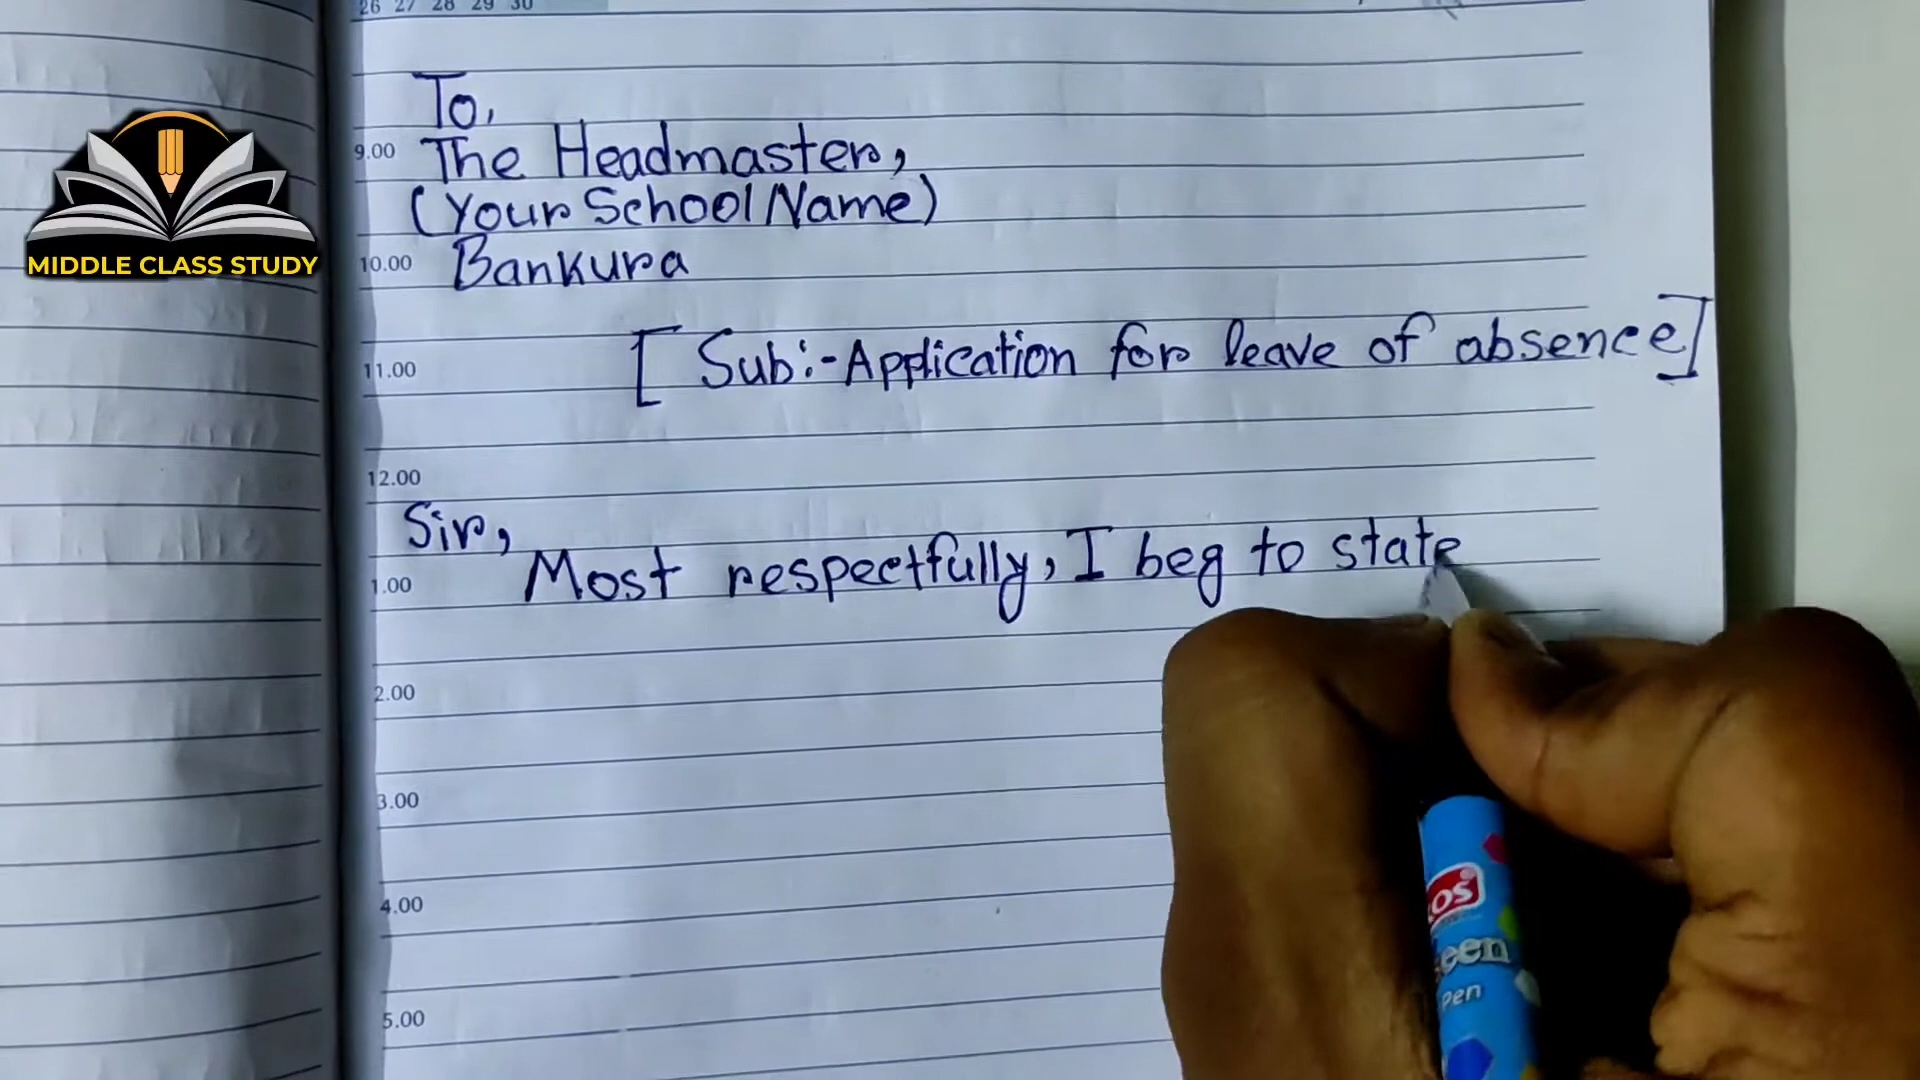 26 27 28 29 30
To,
9.00 The Headmaster,
(Your School Name)
10.00 Bankura
11.00 [Sub:-Application for leave of absence]
12.00
Sir,
1.00 Most respectfully, I beg to state
2.00
3.00
4.00
5.00
MIDDLE CLASS STUDY
Pen